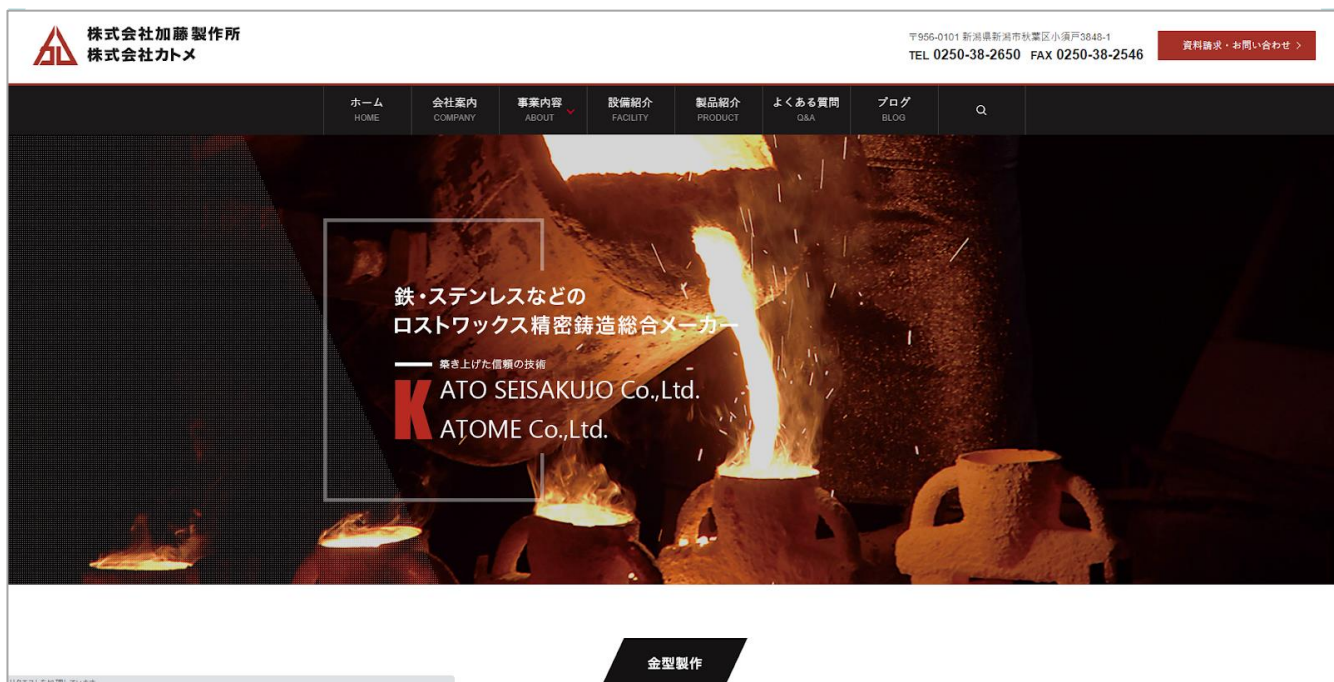 株式会社加藤製作所
株式会社カトメ
〒956-0101 新潟県新潟市秋葉区小須戸3848-1
TEL 0250-38-2650 FAX 0250-38-2546
資料請求・お問い合わせ >
ホーム 会社案内 事業内容 設備紹介 製品紹介 よくある質問 ブログ
HOME COMPANY ABOUT FACILITY PRODUCT Q&A BLOG
鉄・ステンレスなどの
ロストワックス精密鋳造総合メーカー
築き上げた信頼の技術
KATO SEISAKUJO Co.,Ltd.
KATOME Co.,Ltd.
金型製作